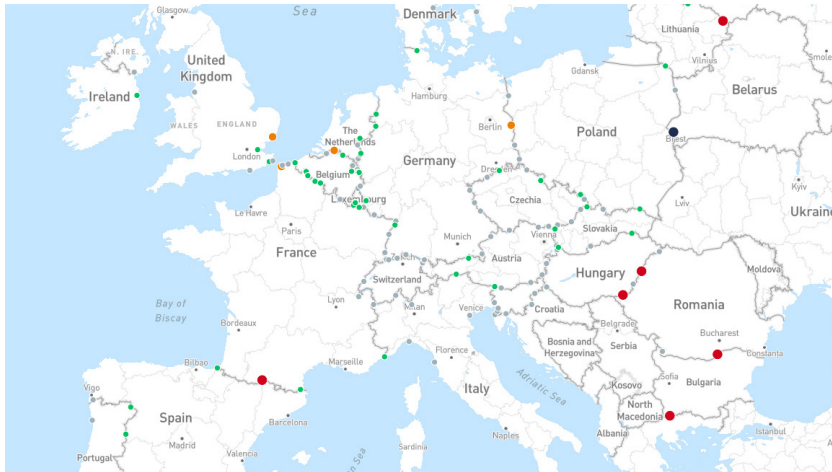 Glasgow
Sea
Denmark
Lithuania
Vilnius
N. IRE.
United
Kingdom
Gdansk
Smole
Belarus
Hamburg
Ireland
ENGLAND
WALES
The
Netherlands
Berlin
Poland
Brest
London
Germany
Belgium
Dresden
Kyiv
Luxembourg
Czechia
Lviv
Le Havre
Ukraine
Paris
Slovakia
Munich
Vienna
France
Austria
Zurich
Moldova
Switzerland
Hungary
Bay of
Biscay
Lyon
Milan
Venice
Croatia
Romania
Bordeaux
Belgrade
Bucharest
Bosnia and
Herzegovina
Serbia
Constanta
Florence
Marseille
Bilbao
Adriatic Sea
Sofia
Bulgaria
Vigo
Italy
Kosovo
North
Macedonia
Spain
Barcelona
Istanbul
Naples
Albania
Madrid
Sardinia
Portugal
Valencia
an Sea